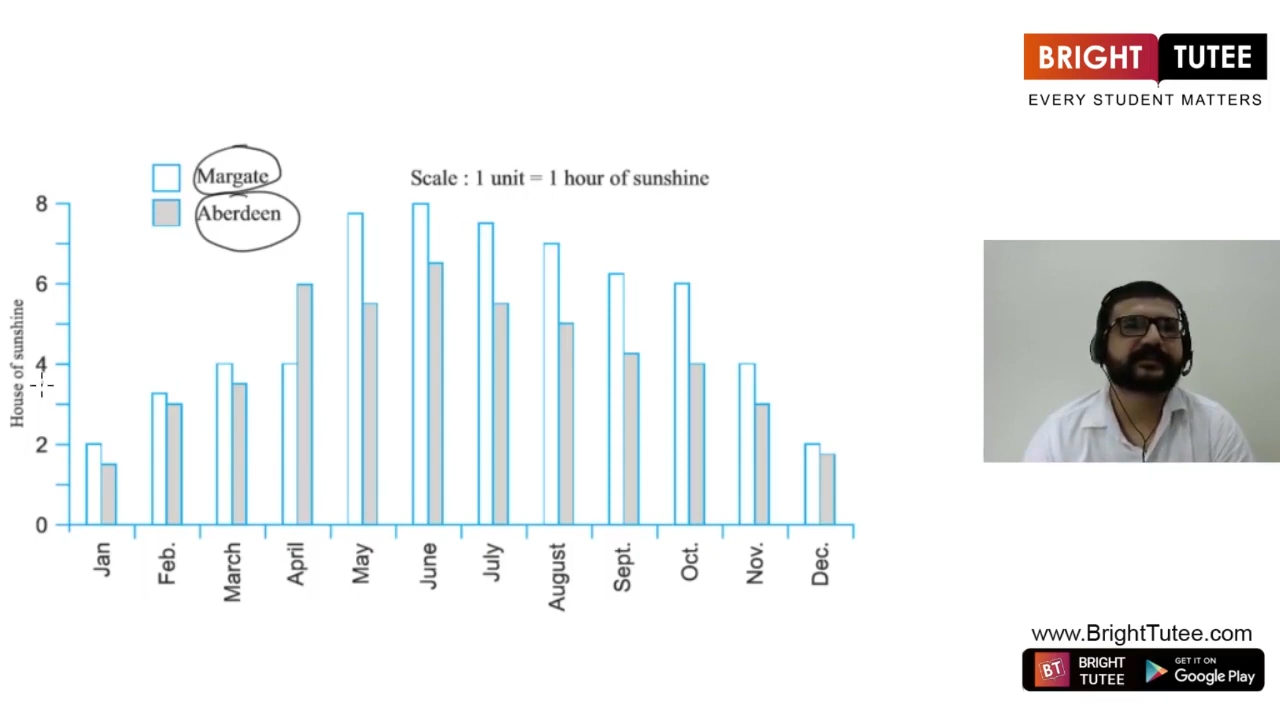 BRIGHT TUTEE
EVERY STUDENT MATTERS
Margate
Aberdeen
Scale : 1 unit = 1 hour of sunshine
House of sunshine
8
6
4
2
0
Jan
Feb.
March
April
May
June
July
August
Sept.
Oct.
Nov.
Dec.
www.BrightTutee.com
BT
BRIGHT
TUTEE
GET IT ON
Google Play